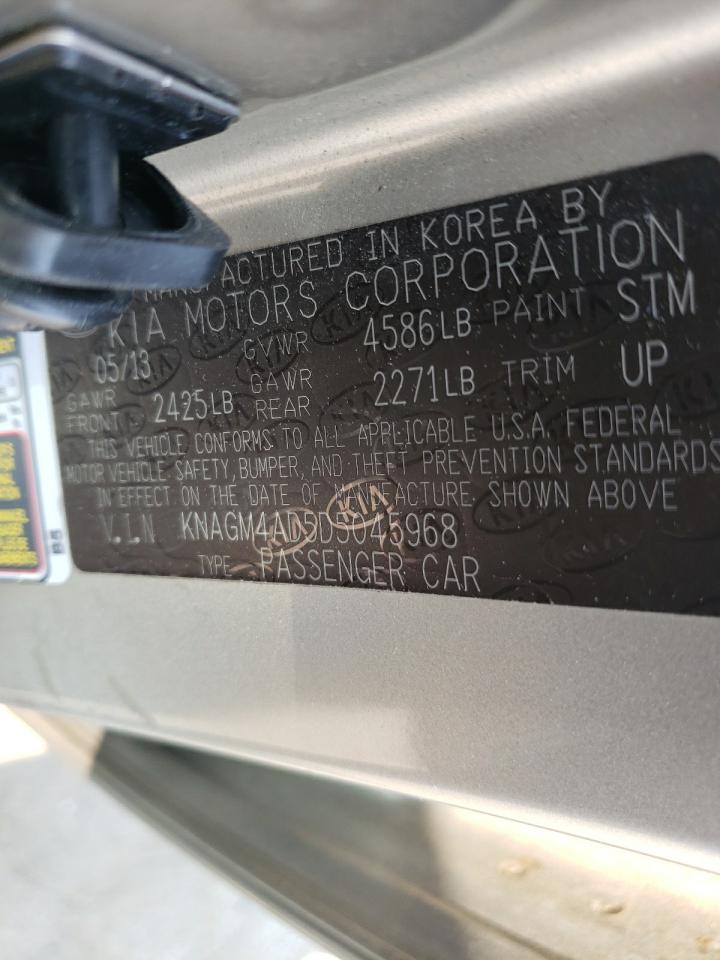 MANUFACTURED IN KOREA BY
KIA MOTORS CORPORATION
05/13 GVWR 4586LB PAINT STM
GAWR FRONT 2425LB GAWR REAR 2271LB TRIM UP
THIS VEHICLE CONFORMS TO ALL APPLICABLE U.S.A. FEDERAL
MOTOR VEHICLE SAFETY, BUMPER, AND THEFT PREVENTION STANDARDS
IN EFFECT ON THE DATE OF MANUFACTURE SHOWN ABOVE
V.I.N KNAGM4AD5D5045968
TYPE PASSENGER CAR